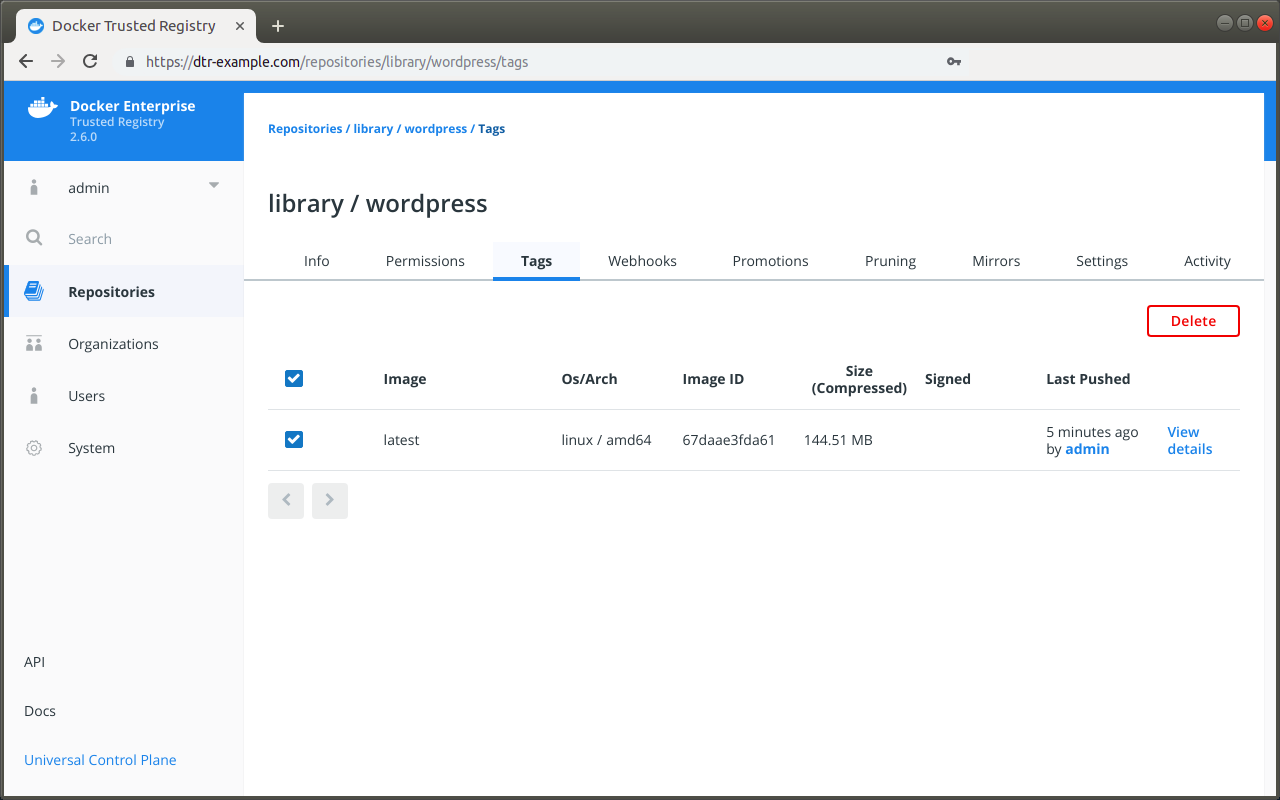 Docker Trusted Registry
https://dtr-example.com/repositories/library/wordpress/tags
Docker Enterprise
Trusted Registry
2.6.0
admin
Search
Repositories
Organizations
Users
System
API
Docs
Universal Control Plane
Repositories / library / wordpress / Tags
library / wordpress
Info Permissions Tags Webhooks Promotions Pruning Mirrors Settings Activity
Delete
Image Os/Arch Image ID Size (Compressed) Signed Last Pushed
latest linux / amd64 67daae3fda61 144.51 MB 5 minutes ago by admin View details